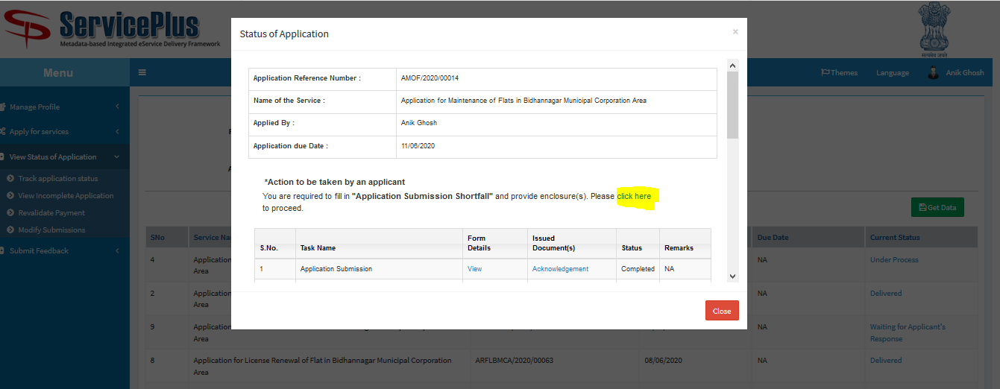 ServicePlus
Metadata-based Integrated eService Delivery Framework
सत्यमेव जयते
Menu
Themes
Language
Anik Ghosh
Manage Profile
Apply for services
View Status of Application
Track application status
View Incomplete Application
Revalidate Payment
Modify Submissions
Submit Feedback
Status of Application
×
Application Reference Number :
AMOF/2020/00014
Name of the Service :
Application for Maintenance of Flats in Bidhannagar Municipal Corporation Area
Applied By :
Anik Ghosh
Application due Date :
11/06/2020
*Action to be taken by an applicant
You are required to fill in "Application Submission Shortfall" and provide enclosure(s). Please click here
to proceed.
S.No.
Task Name
Form
Details
Issued
Document(s)
Status
Remarks
1
Application Submission
View
Acknowledgement
Completed
NA
Close
Get Data
SNo
Service Na
Due Date
Current Status
4
Application
Area
NA
Under Process
2
Application
Area
NA
Delivered
9
Area
NA
Waiting for Applicant's
Response
8
Application for License Renewal of Flat in Bidhannagar Municipal Corporation
Area
ARFLBMCA/2020/00063
08/06/2020
NA
Delivered